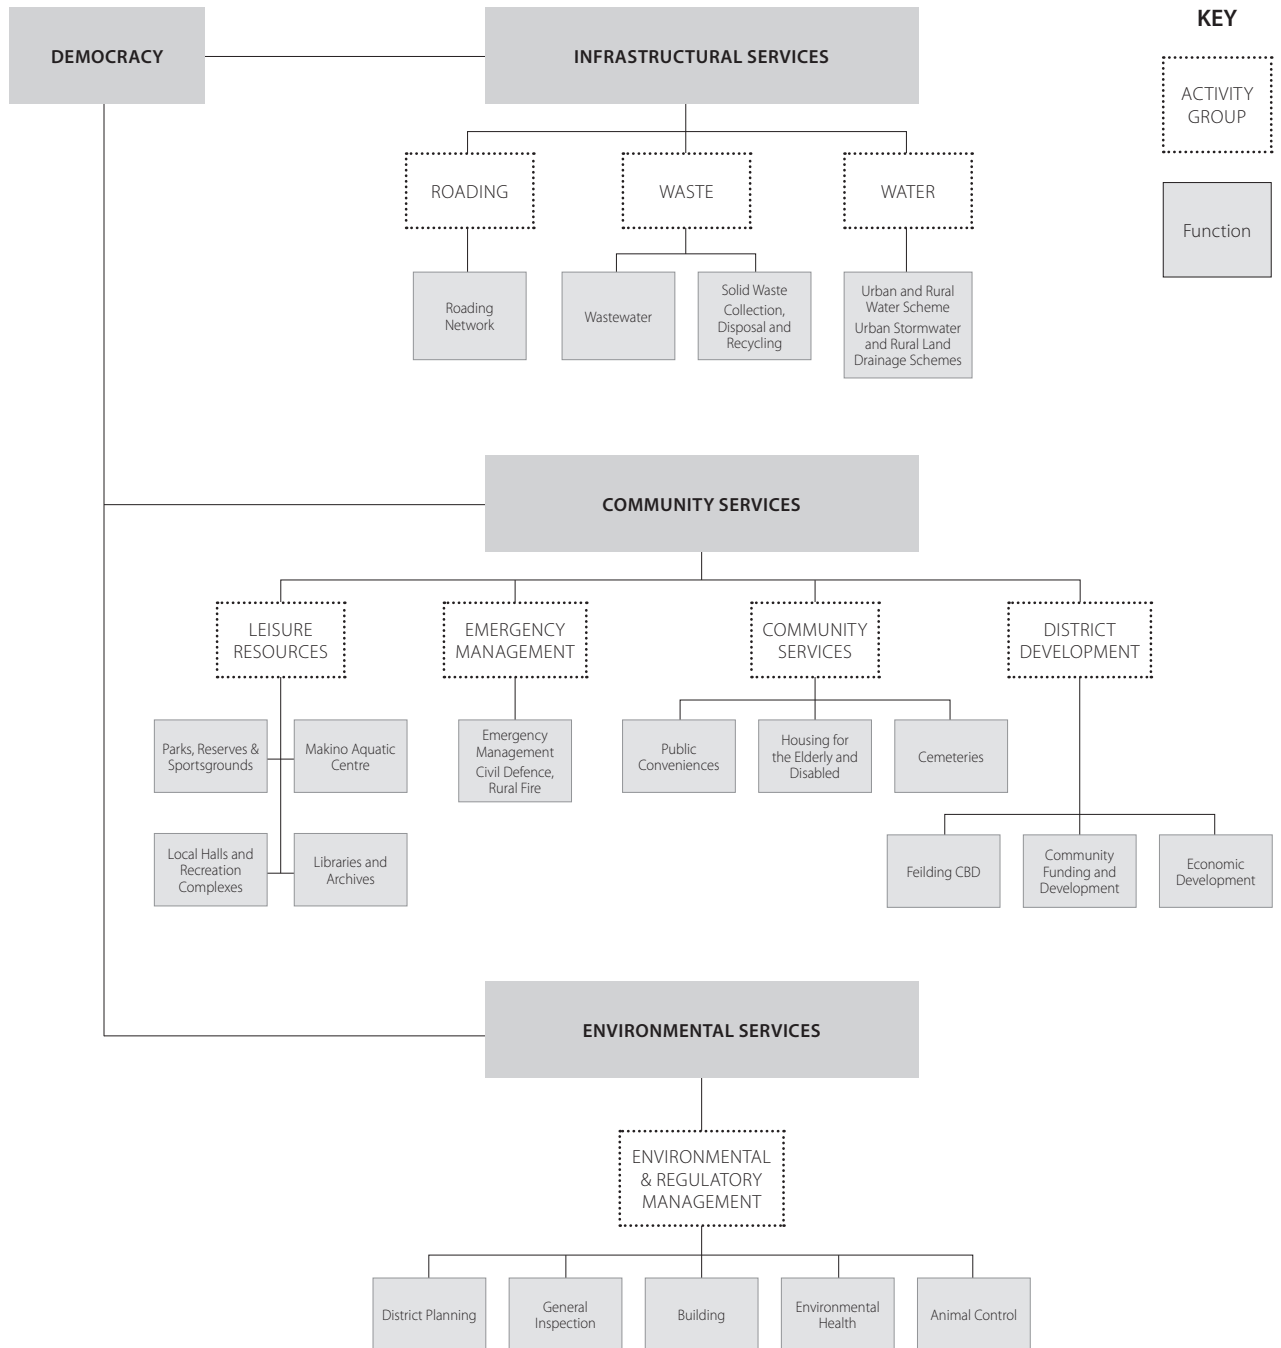 DEMOCRACY
INFRASTRUCTURAL SERVICES
KEY
ACTIVITY
GROUP
Function
ROADING
WASTE
WATER
Roading
Network
Wastewater
Solid Waste
Collection,
Disposal and
Recycling
Urban and Rural
Water Scheme
Urban Stormwater
and Rural Land
Drainage Schemes
COMMUNITY SERVICES
LEISURE
RESOURCES
EMERGENCY
MANAGEMENT
COMMUNITY
SERVICES
DISTRICT
DEVELOPMENT
Parks, Reserves &
Sportsgrounds
Makino Aquatic
Centre
Local Halls and
Recreation
Complexes
Libraries and
Archives
Emergency
Management
Civil Defence,
Rural Fire
Public
Conveniences
Housing for
the Elderly and
Disabled
Cemeteries
Feilding CBD
Community
Funding and
Development
Economic
Development
ENVIRONMENTAL SERVICES
ENVIRONMENTAL
& REGULATORY
MANAGEMENT
District Planning
General
Inspection
Building
Environmental
Health
Animal Control